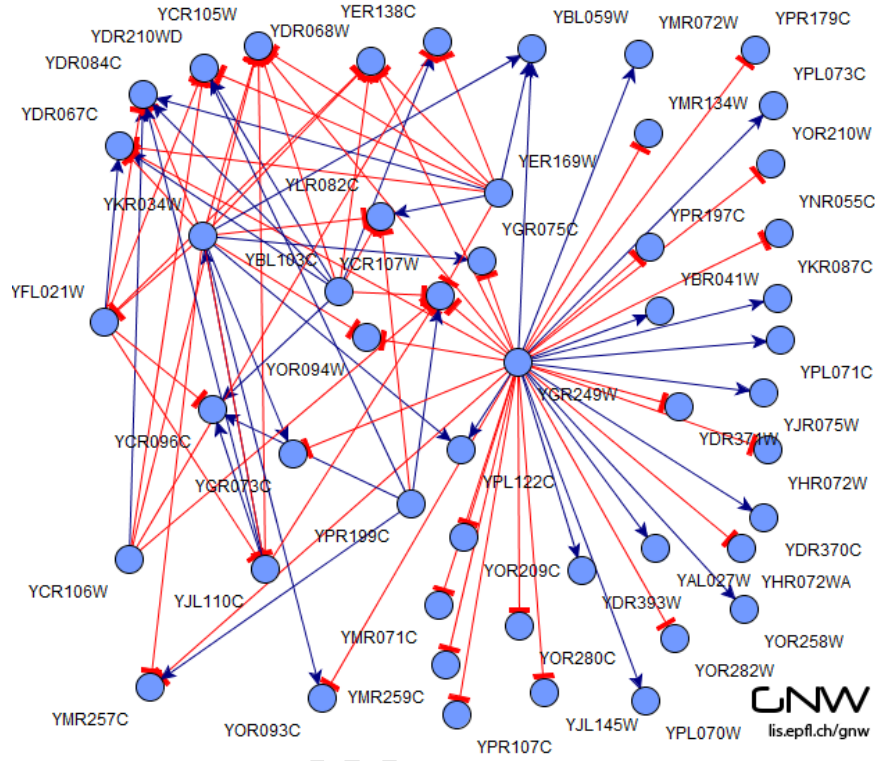 YCR105W
YER138C
YDR210WD
YDR068W
YBL059W
YMR072W
YPR179C
YDR084C
YPL073C
YDR067C
YMR134W
YOR210W
YER169W
YLR082C
YKR034W
YPR197C
YNR055C
YGR075C
YBL103C
YCR107W
YKR087C
YBR041W
YFL021W
YOR094W
YGR249W
YPL071C
YJR075W
YCR096C
YDR371W
YGR073C
YPL122C
YHR072W
YPR199C
YDR370C
YOR209C
YAL027W
YHR072WA
YCR106W
YJL110C
YDR393W
YMR071C
YOR258W
YOR280C
YOR282W
YMR259C
GNW
YMR257C
YOR093C
YJL145W
YPL070W
lis.epfl.ch/gnw
YPR107C